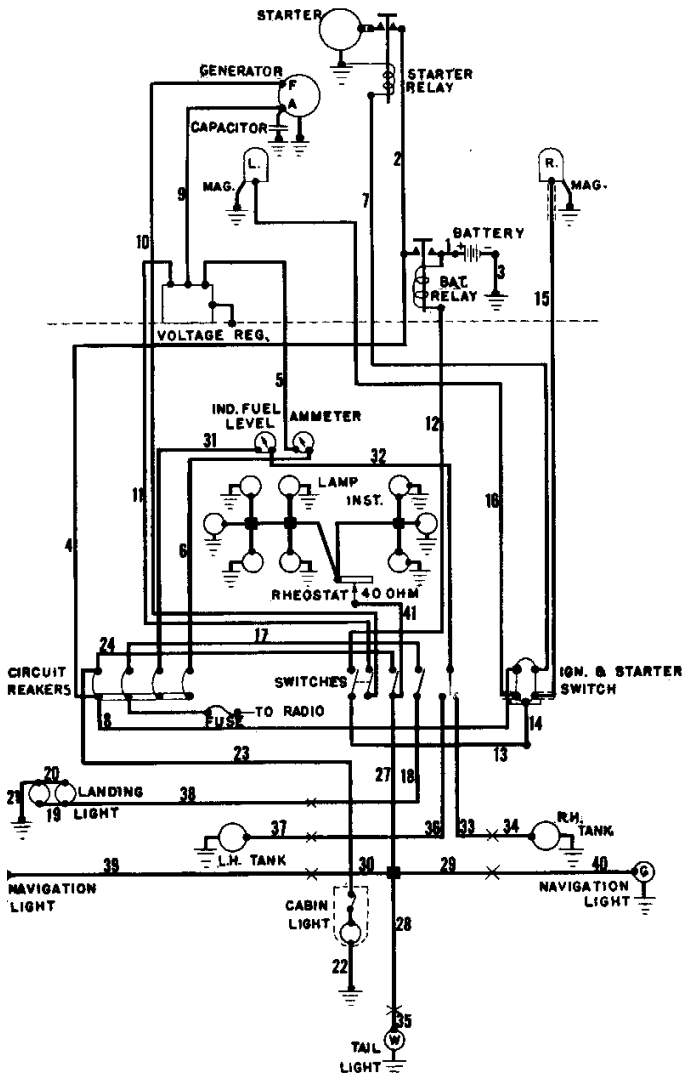 STARTER
GENERATOR
F
STARTER
RELAY
A
CAPACITOR
2
L.
R.
MAG.
9
7
MAG.
10
BATTERY
1
+
-
3
BAT.
RELAY
15
VOLTAGE REG.
5
IND. FUEL
LEVEL
AMMETER
12
31
32
LAMP
INST.
11
16
4
6
RHEOSTAT
40 OHM
41
17
24
CIRCUIT
REAKERS
SWITCHES
IGN. & STARTER
SWITCH
8
FUSE
TO RADIO
14
13
23
27
18
20
21
LANDING
LIGHT
19
38
37
36
33
34
R.H.
TANK
L.H. TANK
39
30
29
40
G
NAVIGATION
LIGHT
NAVIGATION
LIGHT
CABIN
LIGHT
28
22
35
W
TAIL
LIGHT